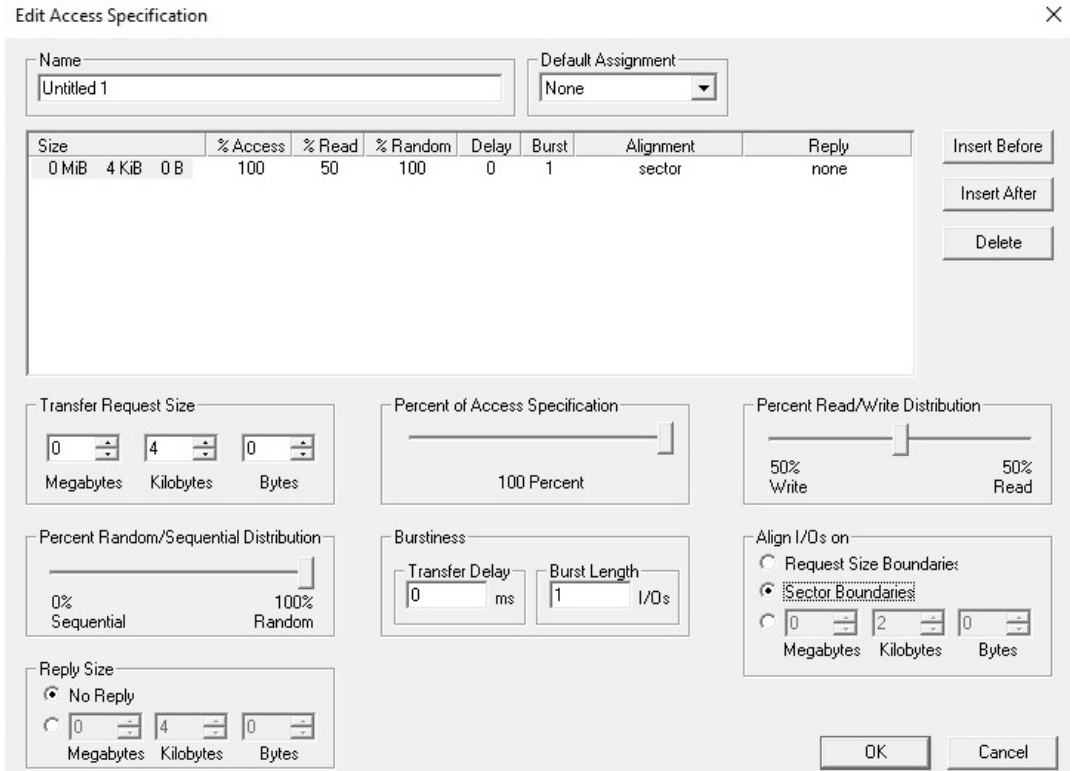 Edit Access Specification
Name
Untitled 1
Default Assignment
None
Size % Access % Read % Random Delay Burst Alignment Reply
0 MiB 4 KiB 0 B 100 50 100 0 1 sector none
Insert Before
Insert After
Delete
Transfer Request Size
0 4 0
Megabytes Kilobytes Bytes
Percent of Access Specification
100 Percent
Percent Read/Write Distribution
50% 50%
Write Read
Percent Random/Sequential Distribution
0% 100%
Sequential Random
Burstiness
Transfer Delay
0 ms
Burst Length
1 I/Os
Align I/Os on
Request Size Boundaries
Sector Boundaries
0 2 0
Megabytes Kilobytes Bytes
Reply Size
No Reply
0 4 0
Megabytes Kilobytes Bytes
OK Cancel